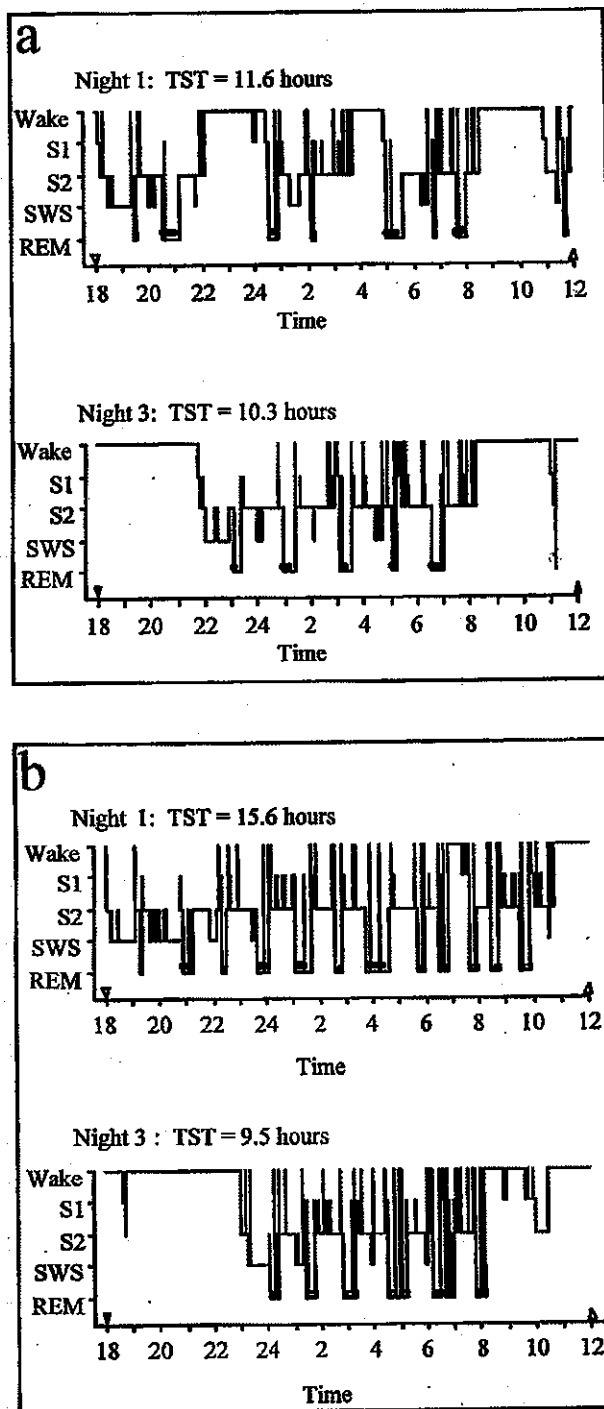 a
Night 1: TST = 11.6 hours
Wake
S1
S2
SWS
REM
18 20 22 24 2 4 6 8 10 12
Time
Night 3: TST = 10.3 hours
Wake
S1
S2
SWS
REM
18 20 22 24 2 4 6 8 10 12
Time
b
Night 1: TST = 15.6 hours
Wake
S1
S2
SWS
REM
18 20 22 24 2 4 6 8 10 12
Time
Night 3 : TST = 9.5 hours
Wake
S1
S2
SWS
REM
18 20 22 24 2 4 6 8 10 12
Time